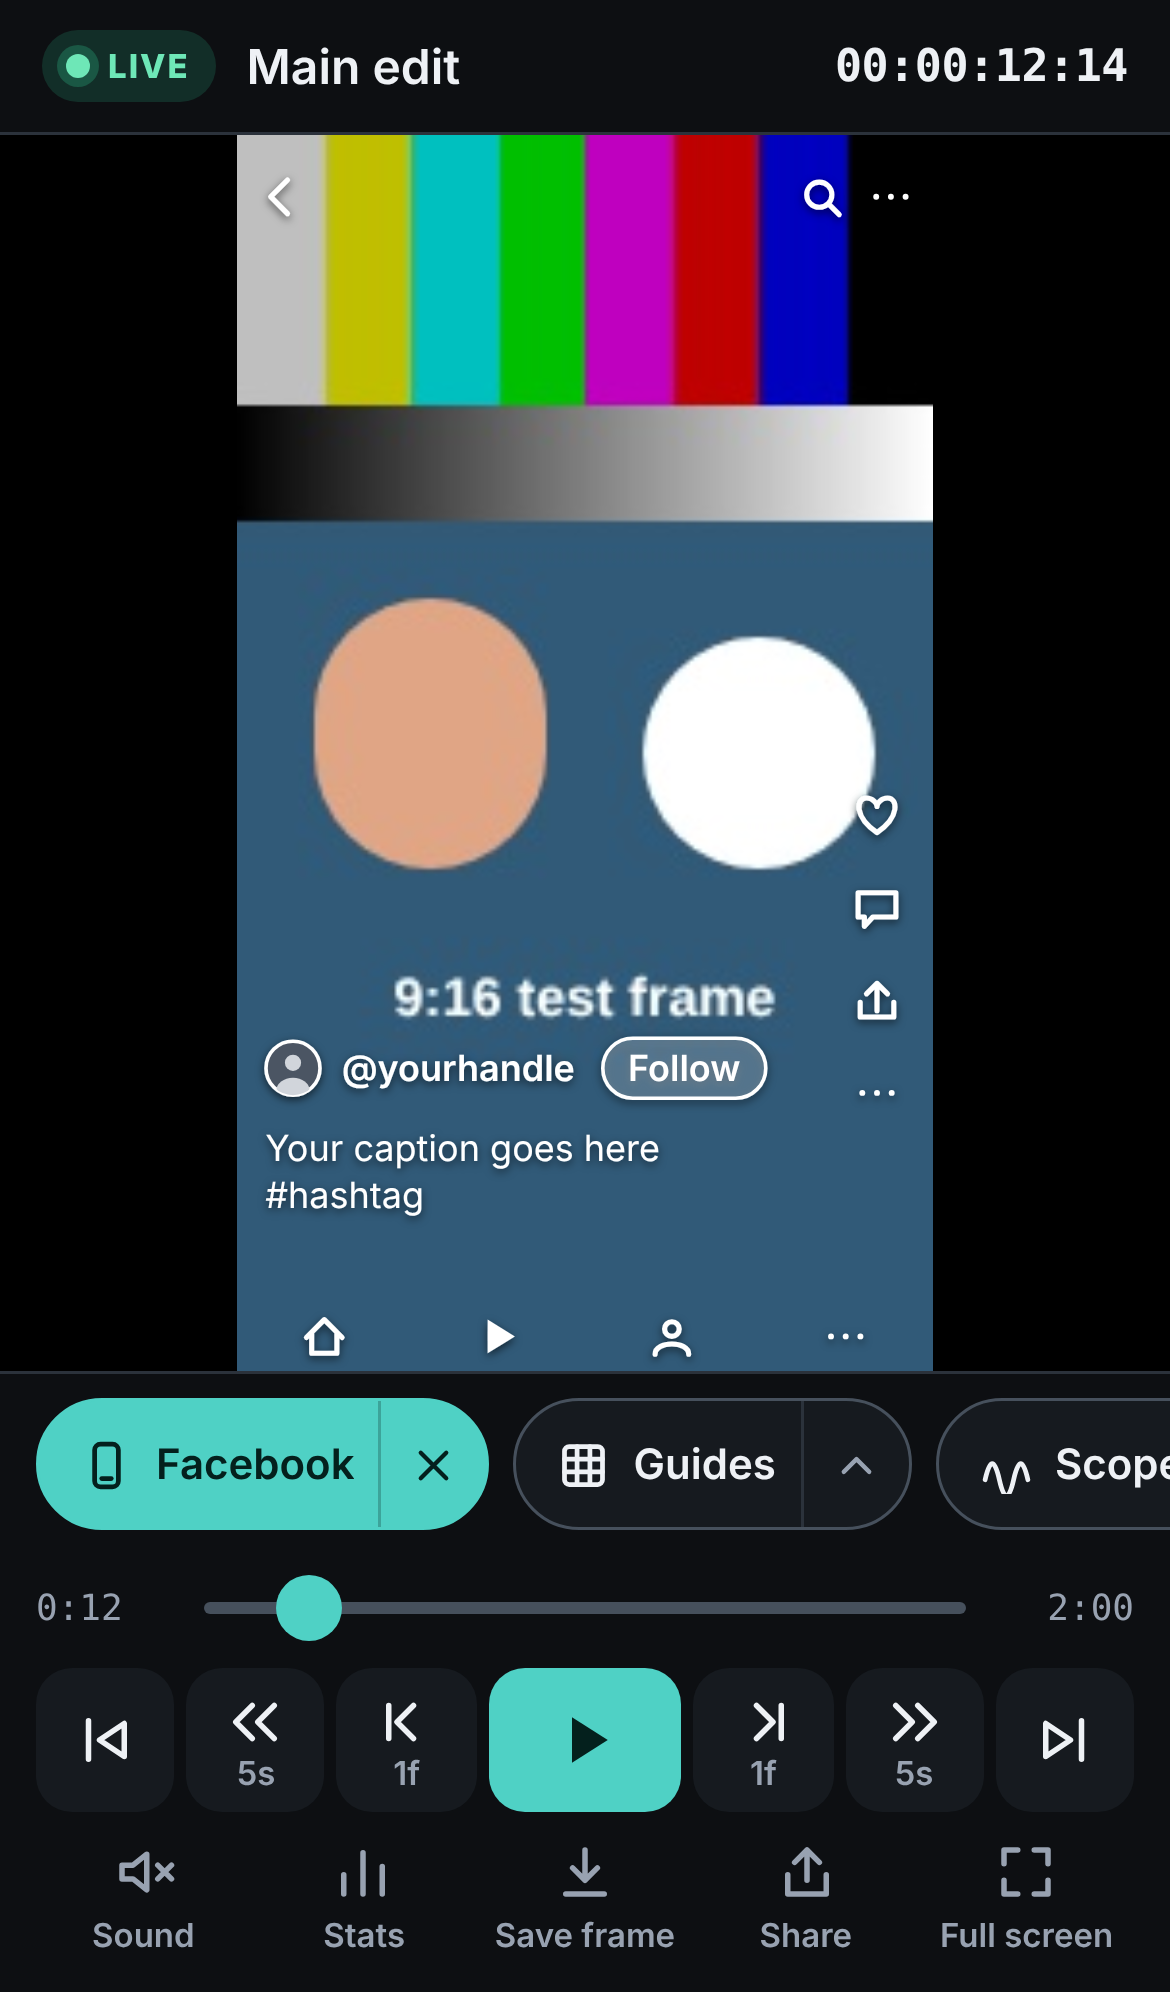 LIVE Main edit 00:00:12:14
9:16 test frame
@yourhandle Follow
Your caption goes here
#hashtag
Facebook Guides Scope
0:12 2:00
5s 1f 1f 5s
Sound Stats Save frame Share Full screen